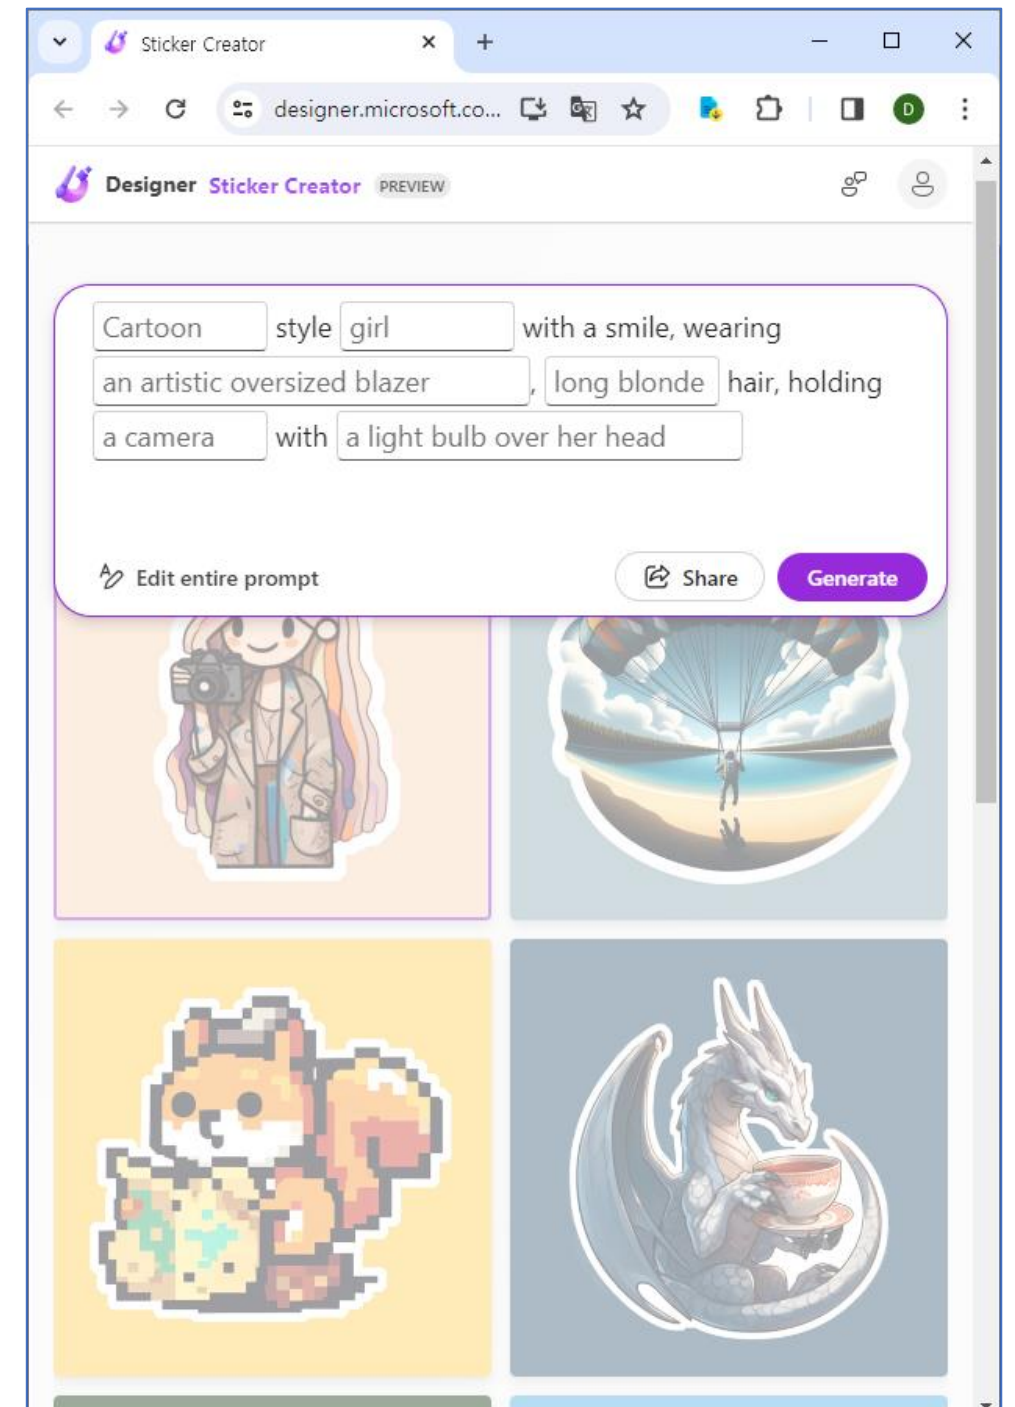 Sticker Creator
designer.microsoft.co...
D
Designer Sticker Creator PREVIEW
Cartoon style girl with a smile, wearing
an artistic oversized blazer , long blonde hair, holding
a camera with a light bulb over her head
Edit entire prompt Share Generate